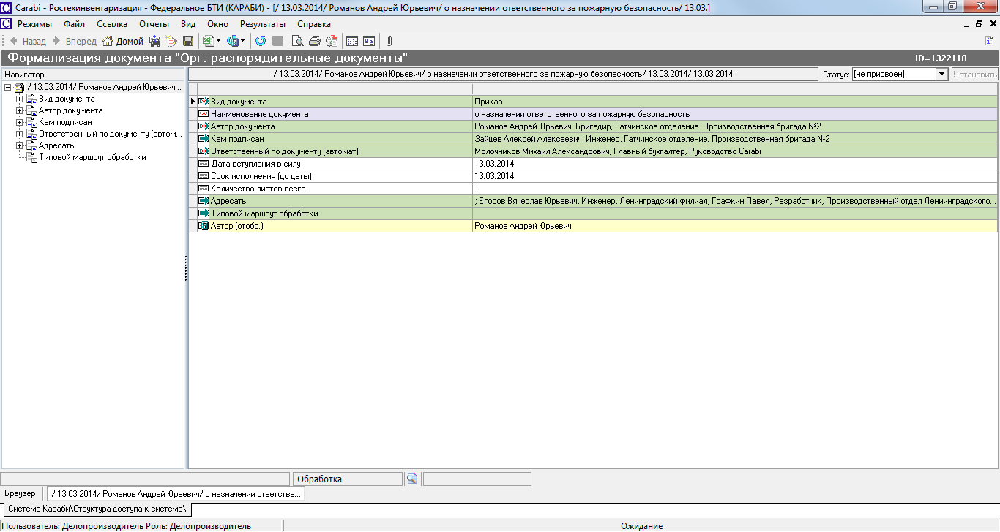 Carabi - Ростехинвентаризация - Федеральное БТИ (КАРАБИ) - [/ 13.03.2014/ Романов Андрей Юрьевич/ о назначении ответственного за пожарную безопасность/ 13.03.]
Режимы Файл Ссылка Отчеты Вид Окно Результаты Справка
Назад Вперед Домой
Формализация документа "Орг.-распорядительные документы" ID=1322110
Навигатор
/ 13.03.2014/ Романов Андрей Юрьевич/ о назначении ответственного за пожарную безопасность/ 13.03.2014/ 13.03.2014 Статус: [не присвоен] Установить
/ 13.03.2014/ Романов Андрей Юрьевич...
Вид документа
Автор документа
Кем подписан
Ответственный по документу (автом...
Адресаты
Типовой маршрут обработки
Вид документа Приказ
Наименование документа о назначении ответственного за пожарную безопасность
Автор документа Романов Андрей Юрьевич, Бригадир, Гатчинское отделение. Производственная бригада №2
Кем подписан Зайцев Алексей Алексеевич, Инженер, Гатчинское отделение. Производственная бригада №2
Ответственный по документу (автомат) Молочников Михаил Александрович, Главный бухгалтер, Руководство Carabi
Дата вступления в силу 13.03.2014
Срок исполнения (до даты) 13.03.2014
Количество листов всего 1
Адресаты ; Егоров Вячеслав Юрьевич, Инженер, Ленинградский филиал; Графкин Павел, Разработчик, Производственный отдел Лениинградского...
Типовой маршрут обработки
Автор (отобр.) Романов Андрей Юрьевич
Обработка
Браузер / 13.03.2014/ Романов Андрей Юрьевич/ о назначении ответстве...
Система Караби\Структура доступа к системе\
Пользователь: Делопроизводитель Роль: Делопроизводитель Ожидание